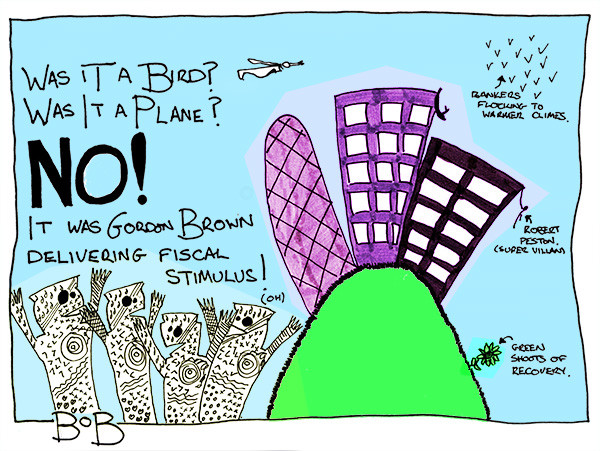 WAS IT A BIRD?
WAS IT A PLANE?
NO!
IT WAS GORDON BROWN
DELIVERING FISCAL
STIMULUS!
(OH)
BANKERS
FLOCKING TO
WARMER CLIMES.
ROBERT
PESTON.
(SUPER VILLAN)
GREEN
SHOOTS OF
RECOVERY.
BOB